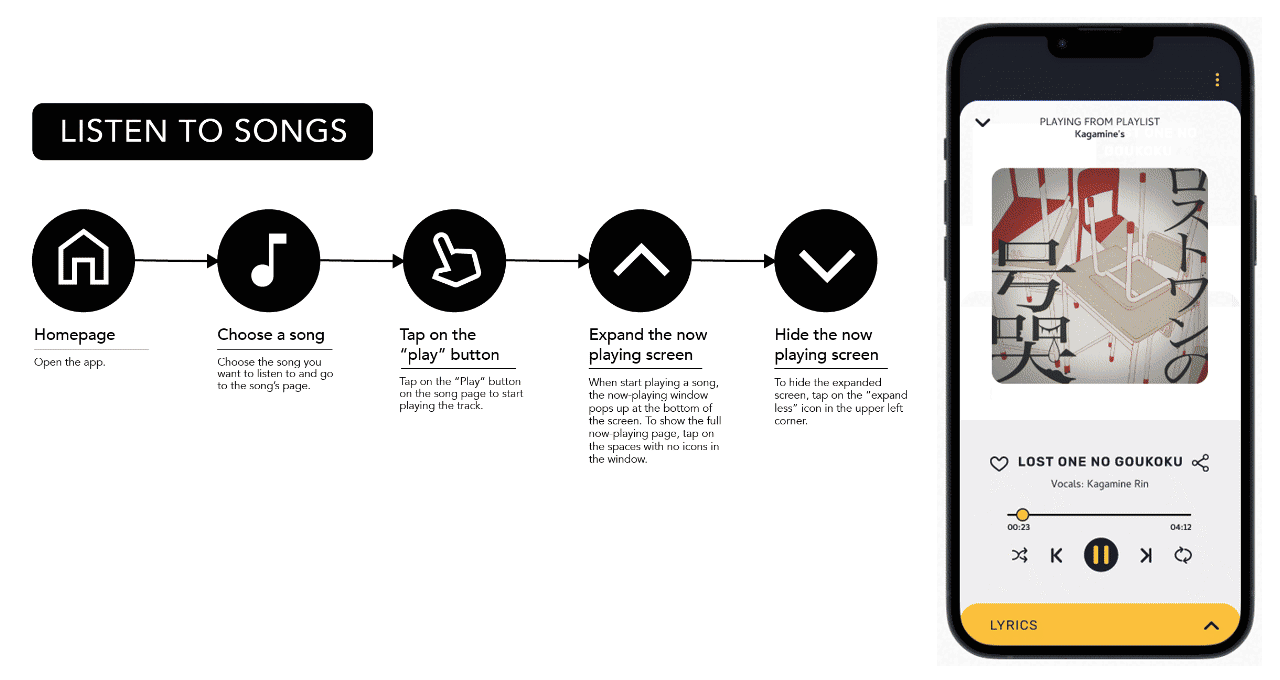 LISTEN TO SONGS
Homepage
Open the app.
Choose a song
Choose the song you
want to listen to and go
to the song's page.
Tap on the
“play” button
Tap on the “Play” button
on the song page to start
playing the track.
Expand the now
playing screen
When start playing a song,
the now-playing window
pops up at the bottom of
the screen. To show the full
now-playing page, tap on
the spaces with no icons in
the window.
Hide the now
playing screen
To hide the expanded
screen, tap on the “expand
less” icon in the upper left
corner.
PLAYING FROM PLAYLIST
Kagamine's
ロストワンの
号哭
LOST ONE NO GOUKOKU
Vocals: Kagamine Rin
00:23
04:12
LYRICS